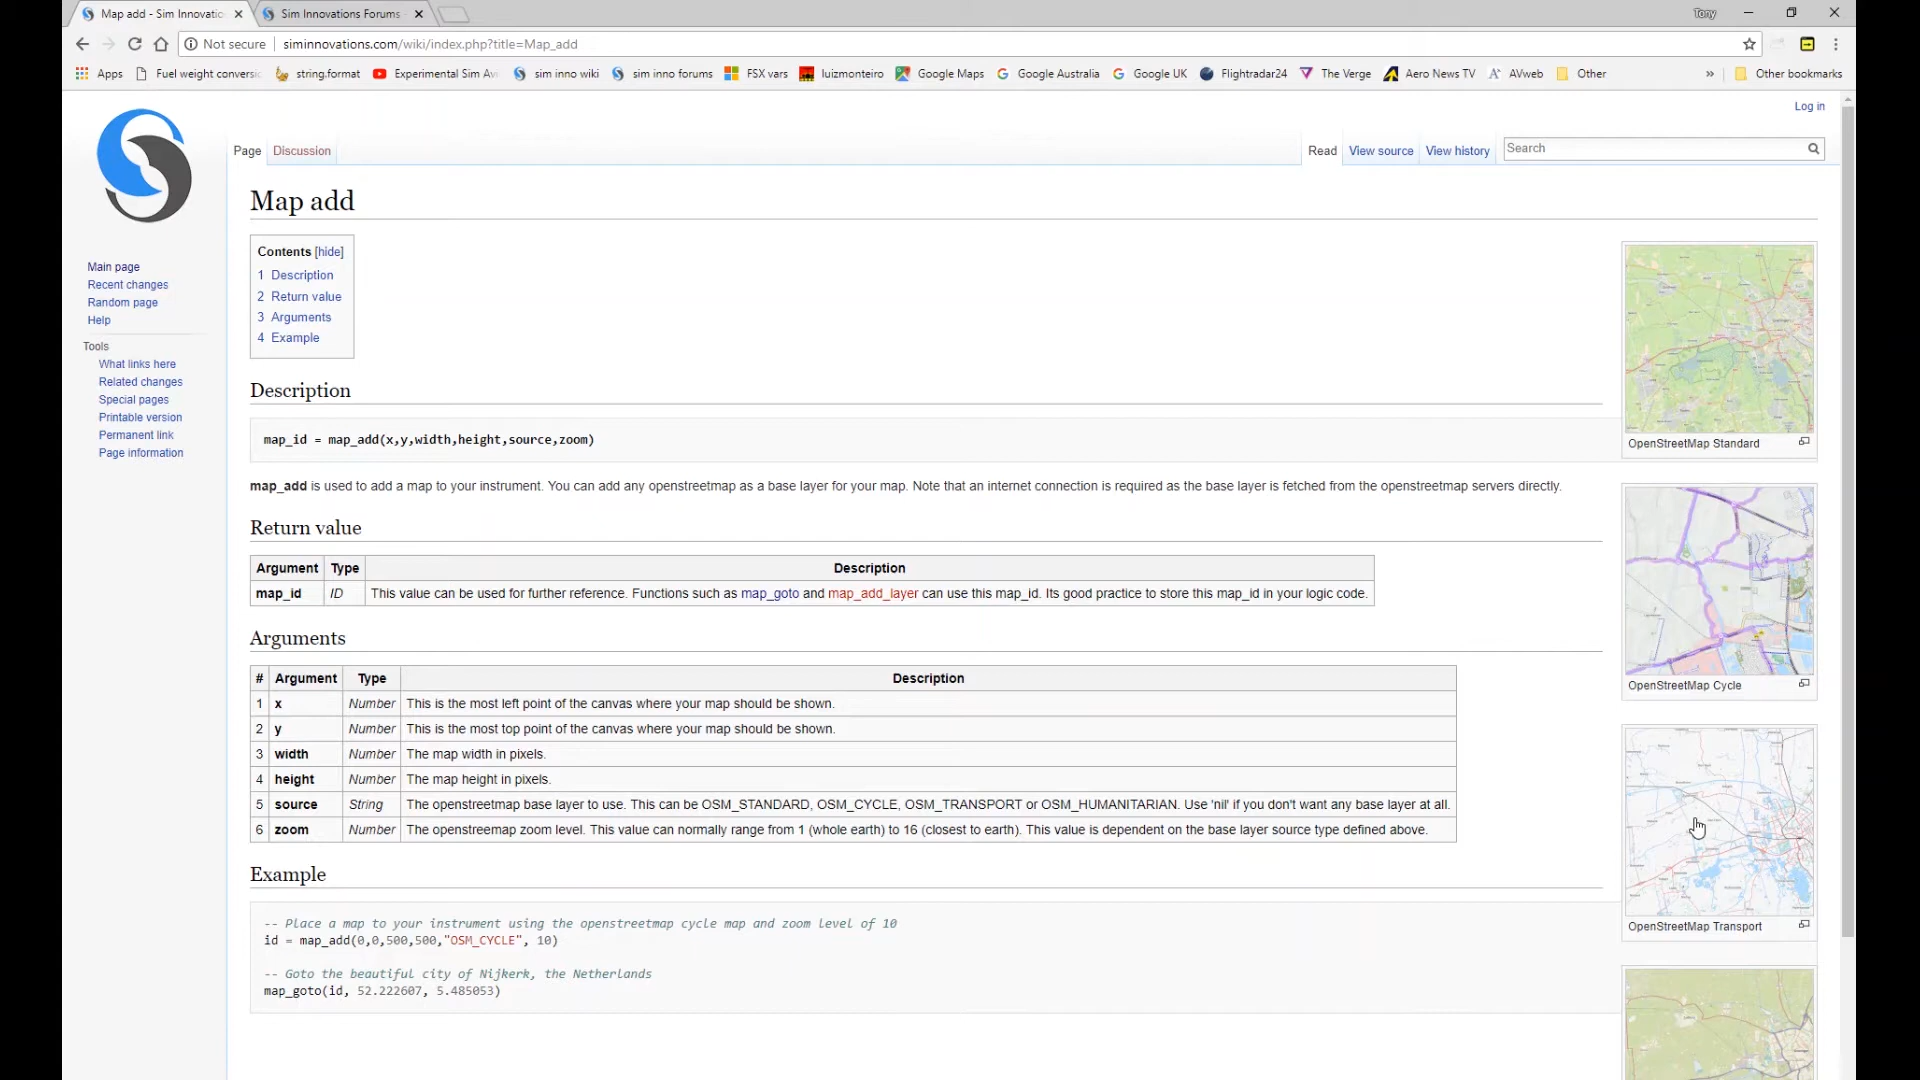 Map add - Sim Innovatio
Sim Innovations Forums
Tony
Not secure siminnovations.com/wiki/index.php?title=Map_add
Apps Fuel weight conversi string.format Experimental Sim Avi sim inno wiki sim inno forums FSX vars luizmonteiro Google Maps Google Australia Google UK Flightradar24 The Verge Aero News TV AVweb Other » Other bookmarks
Log in
Page Discussion Read View source View history Search
Map add
Contents [hide]
1 Description
2 Return value
3 Arguments
4 Example
Main page
Recent changes
Random page
Help
Tools
What links here
Related changes
Special pages
Printable version
Permanent link
Page information
Description
map_id = map_add(x,y,width,height,source,zoom)
map_add is used to add a map to your instrument. You can add any openstreetmap as a base layer for your map. Note that an internet connection is required as the base layer is fetched from the openstreetmap servers directly.
Return value
Argument Type Description
map_id ID This value can be used for further reference. Functions such as map_goto and map_add_layer can use this map_id. Its good practice to store this map_id in your logic code.
Arguments
# Argument Type Description
1 x Number This is the most left point of the canvas where your map should be shown.
2 y Number This is the most top point of the canvas where your map should be shown.
3 width Number The map width in pixels.
4 height Number The map height in pixels.
5 source String The openstreetmap base layer to use. This can be OSM_STANDARD, OSM_CYCLE, OSM_TRANSPORT or OSM_HUMANITARIAN. Use 'nil' if you don't want any base layer at all.
6 zoom Number The openstreemap zoom level. This value can normally range from 1 (whole earth) to 16 (closest to earth). This value is dependent on the base layer source type defined above.
Example
-- Place a map to your instrument using the openstreetmap cycle map and zoom level of 10
id = map_add(0,0,500,500,"OSM_CYCLE", 10)
-- Goto the beautiful city of Nijkerk, the Netherlands
map_goto(id, 52.222607, 5.485053)
OpenStreetMap Standard
OpenStreetMap Cycle
OpenStreetMap Transport